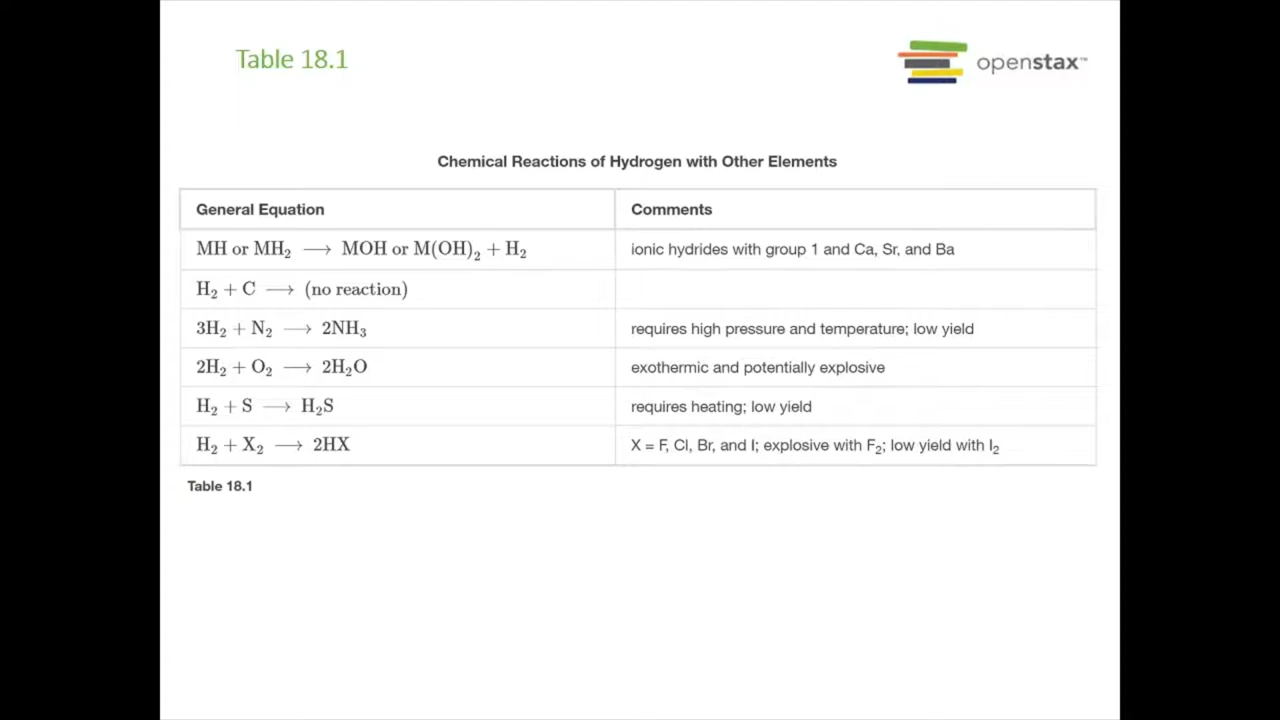 Table 18.1
openstax™
Chemical Reactions of Hydrogen with Other Elements
General Equation Comments
MH or MH₂ ⟶ MOH or M(OH)₂ + H₂ ionic hydrides with group 1 and Ca, Sr, and Ba
H₂ + C ⟶ (no reaction)
3H₂ + N₂ ⟶ 2NH₃ requires high pressure and temperature; low yield
2H₂ + O₂ ⟶ 2H₂O exothermic and potentially explosive
H₂ + S ⟶ H₂S requires heating; low yield
H₂ + X₂ ⟶ 2HX X = F, Cl, Br, and I; explosive with F₂; low yield with I₂
Table 18.1